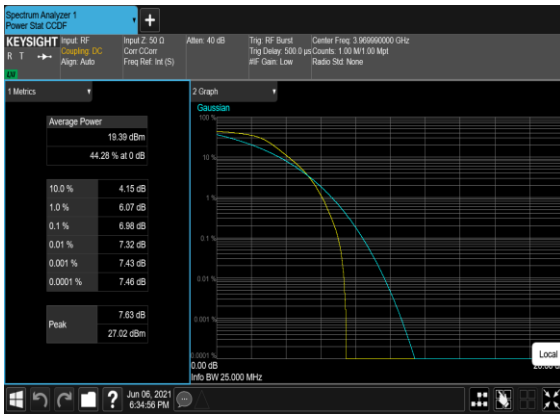 Spectrum Analyzer 1
Power Stat CCDF
+
KEYSIGHT
R T
LXI
Input: RF
Coupling: DC
Align: Auto
Input Z: 50 Ω
Corr CCorr
Freq Ref: Int (S)
Atten: 40 dB
Trig: RF Burst
Trig Delay: 500.0 µs
#IF Gain: Low
Center Freq: 3.969990000 GHz
Counts: 1.00 M/1.00 Mpt
Radio Std: None
1 Metrics
Average Power
19.39 dBm
44.28 % at 0 dB
10.0 % 4.15 dB
1.0 % 6.07 dB
0.1 % 6.98 dB
0.01 % 7.32 dB
0.001 % 7.43 dB
0.0001 % 7.46 dB
Peak
7.63 dB
27.02 dBm
2 Graph
Gaussian
100 %
10 %
1 %
0.1 %
0.01 %
0.001 %
0.0001 %
0.00 dB
Info BW 25.000 MHz
Local
?
Jun 06, 2021
6:34:56 PM